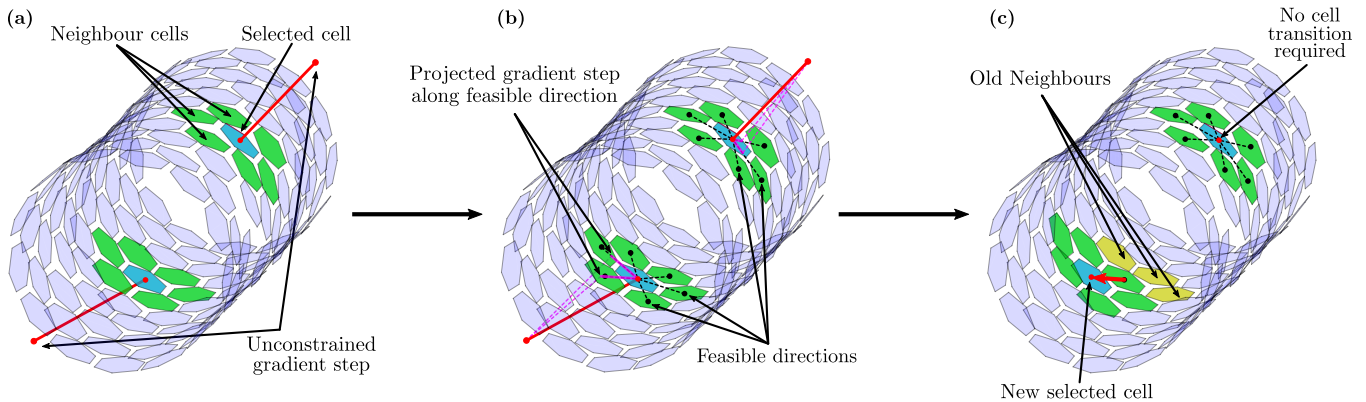 (a)
Neighbour cells
Selected cell
Unconstrained
gradient step
(b)
Projected gradient step
along feasible direction
Feasible directions
(c)
No cell
transition
required
Old Neighbours
New selected cell